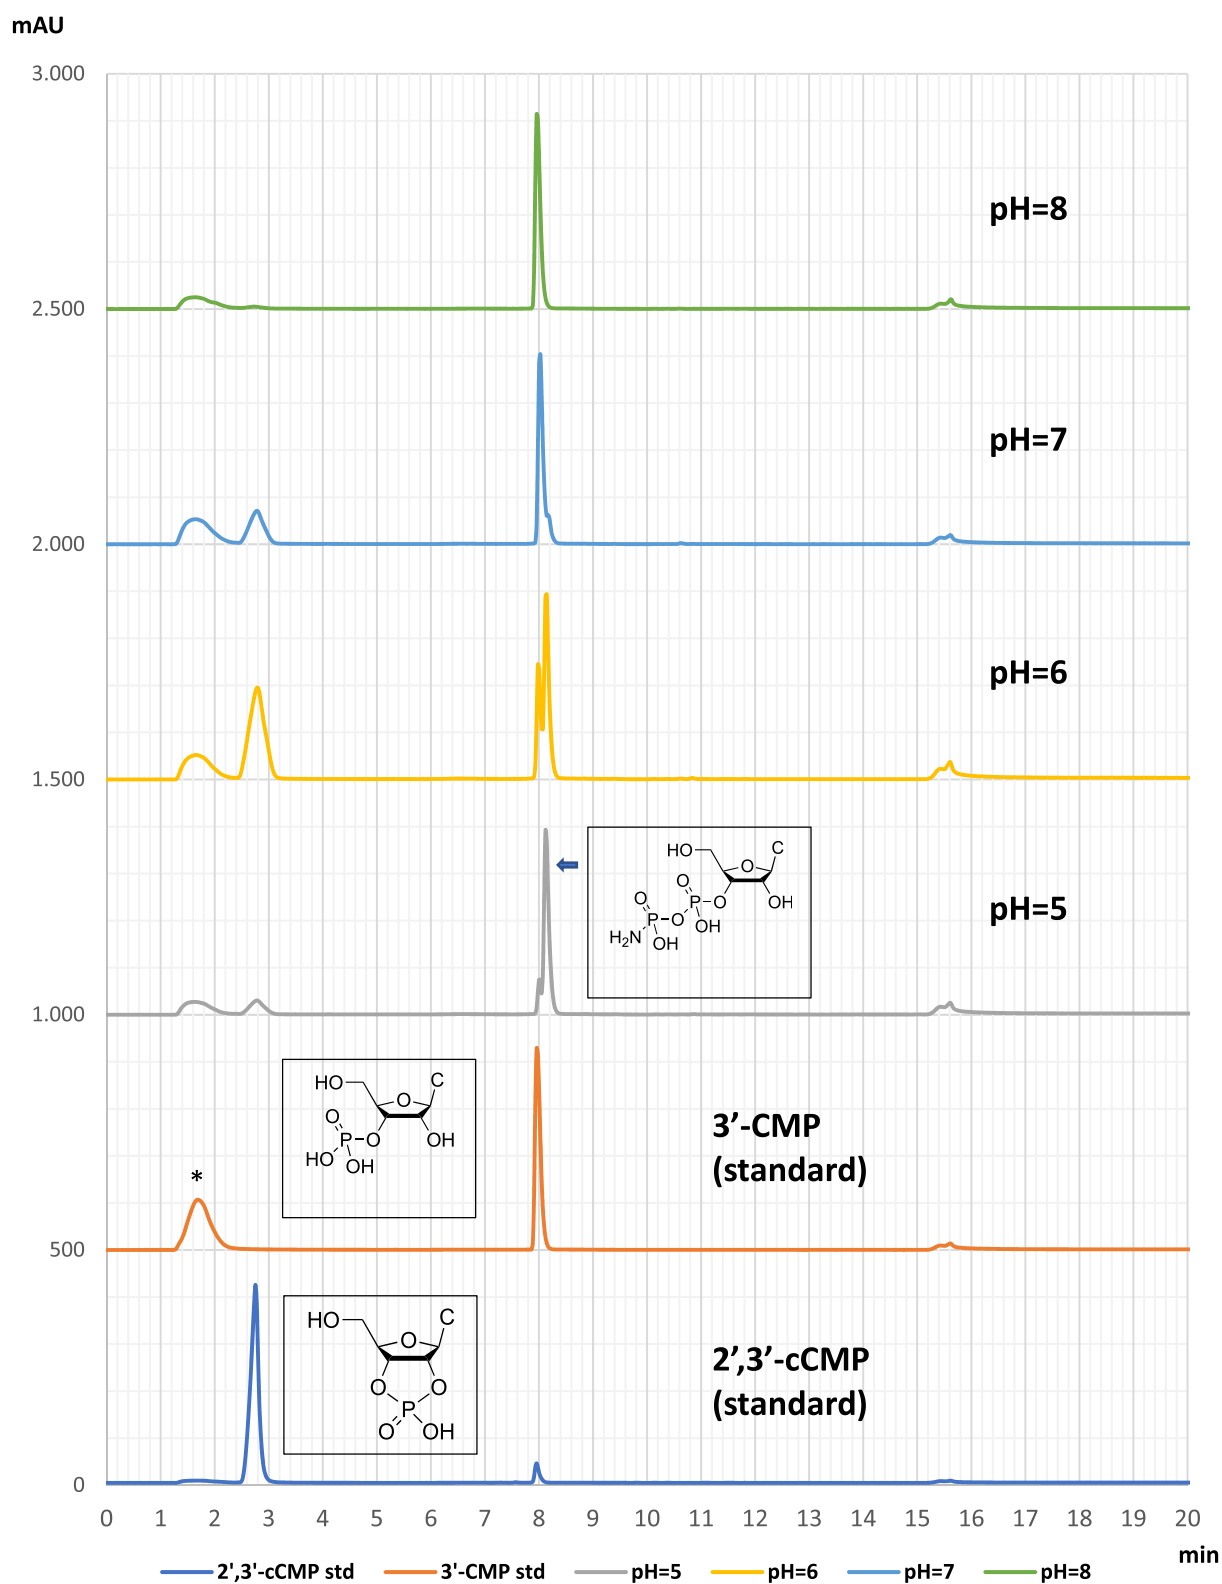 mAU
3.000
pH=8
2.500
pH=7
2.000
pH=6
1.500
HO
O
C
O
P
O
OH
O
P
O
OH
H₂N
OH
pH=5
1.000
HO
O
C
O
P
O
OH
HO
OH
3'-CMP
(standard)
*
500
HO
O
C
O
O
P
O
OH
2',3'-cCMP
(standard)
0
0 1 2 3 4 5 6 7 8 9 10 11 12 13 14 15 16 17 18 19 20
min
2',3'-cCMP std 3'-CMP std pH=5 pH=6 pH=7 pH=8